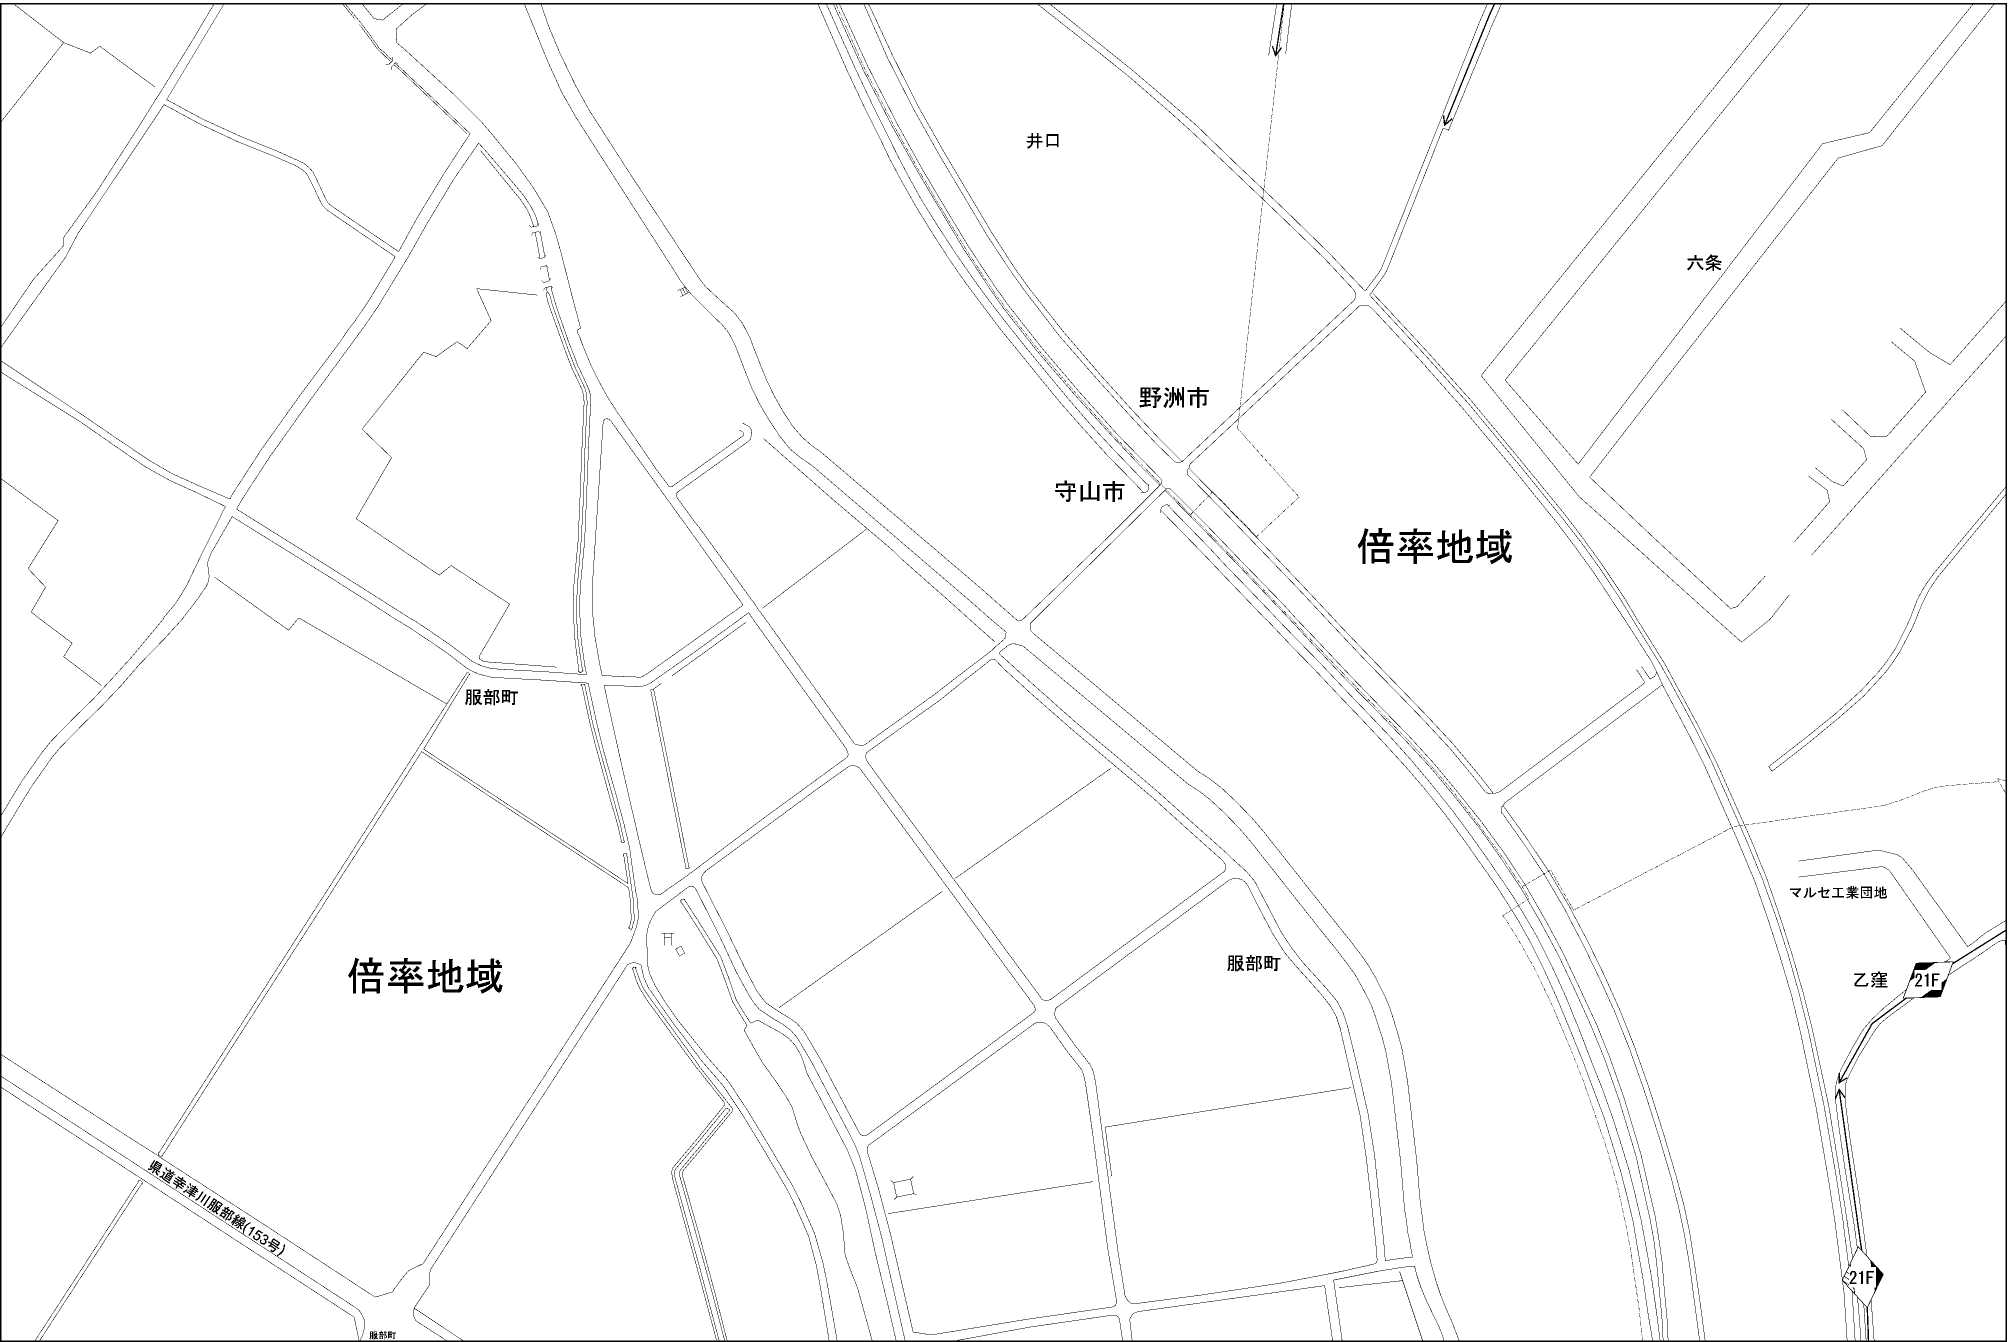 井口
六条
野洲市
守山市
倍率地域
服部町
マルセ工業団地
服部町
倍率地域
乙窪
21F
県道幸津川服部線(153号)
21F
服部町